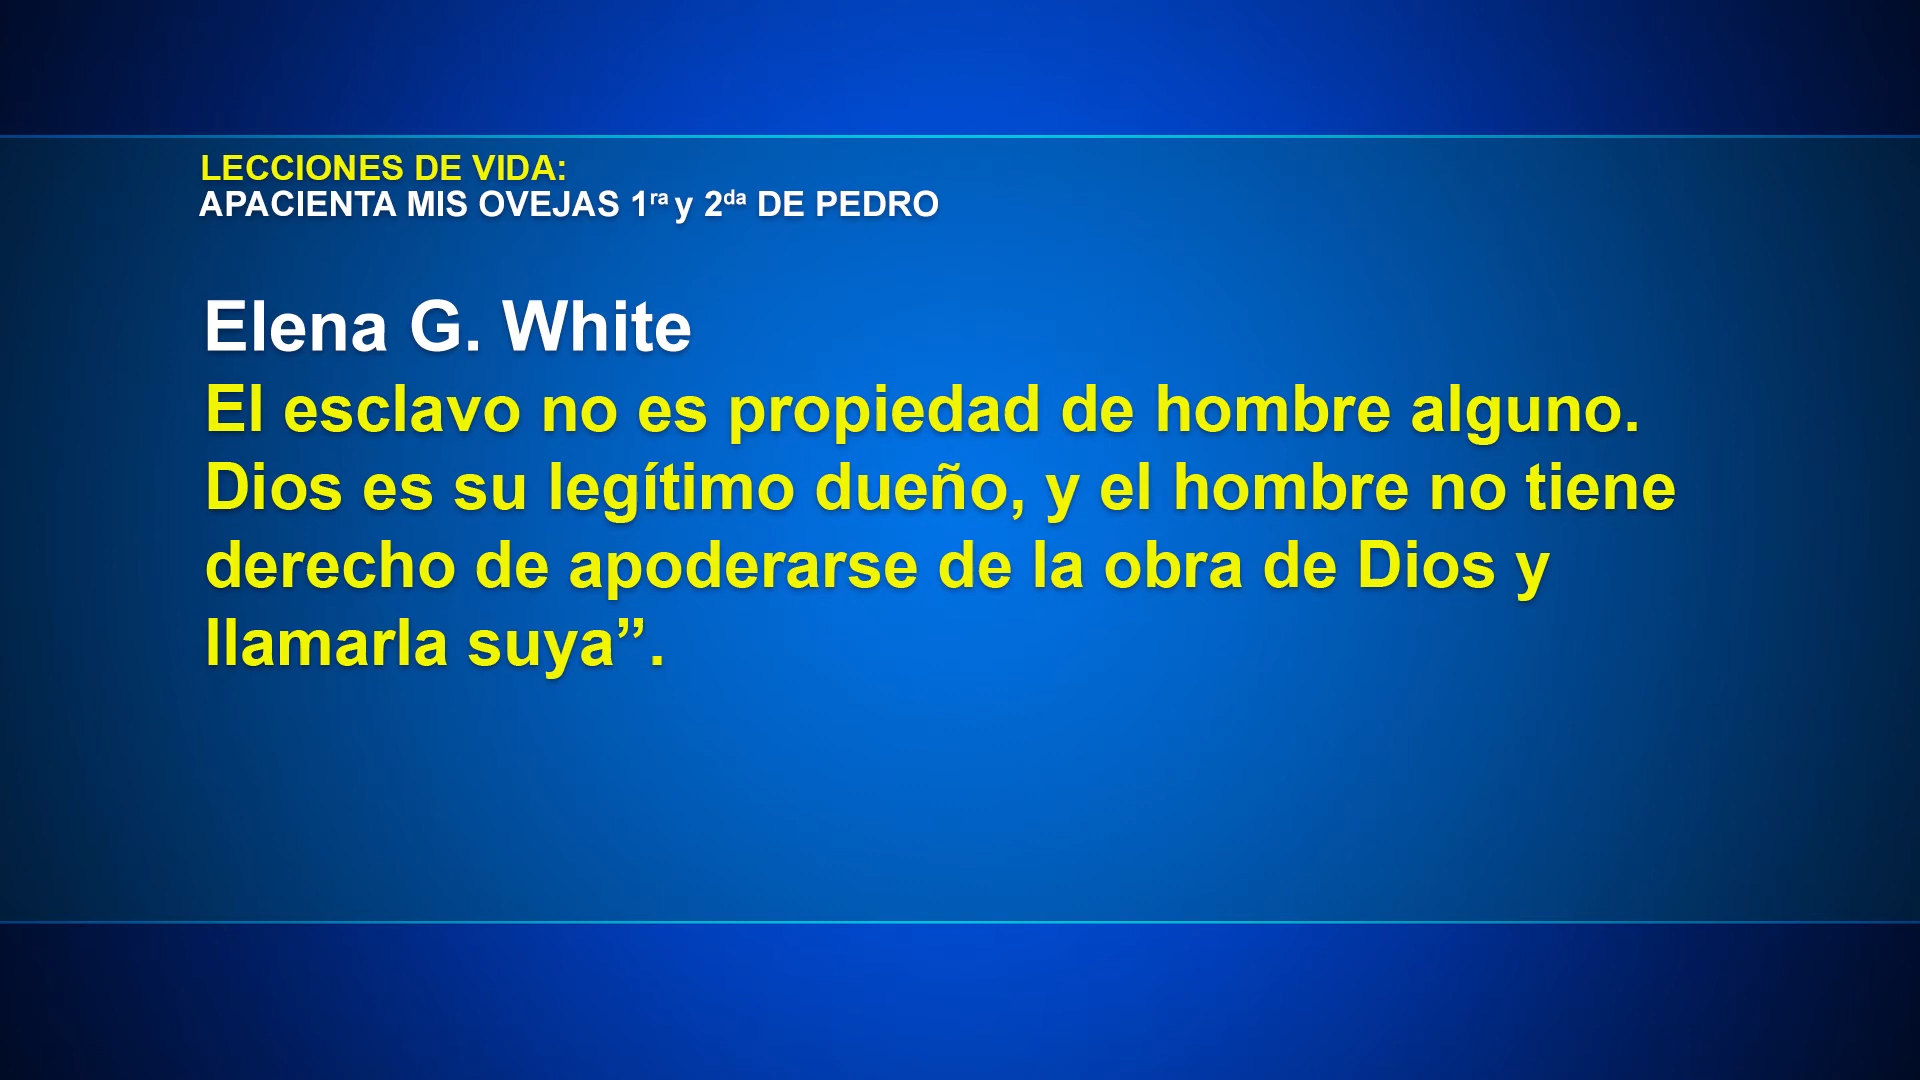 LECCIONES DE VIDA:
APACIENTA MIS OVEJAS 1ra y 2da DE PEDRO
Elena G. White
El esclavo no es propiedad de hombre alguno.
Dios es su legítimo dueño, y el hombre no tiene
derecho de apoderarse de la obra de Dios y
llamarla suya”.